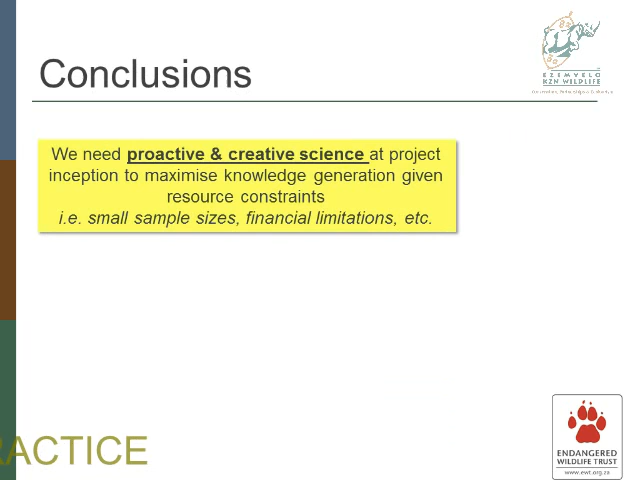 Conclusions
EZEMVELO
KZN WILDLIFE
We need proactive & creative science at project
inception to maximise knowledge generation given
resource constraints
i.e. small sample sizes, financial limitations, etc.
RACTICE
ENDANGERED
WILDLIFE TRUST
www.ewt.org.za